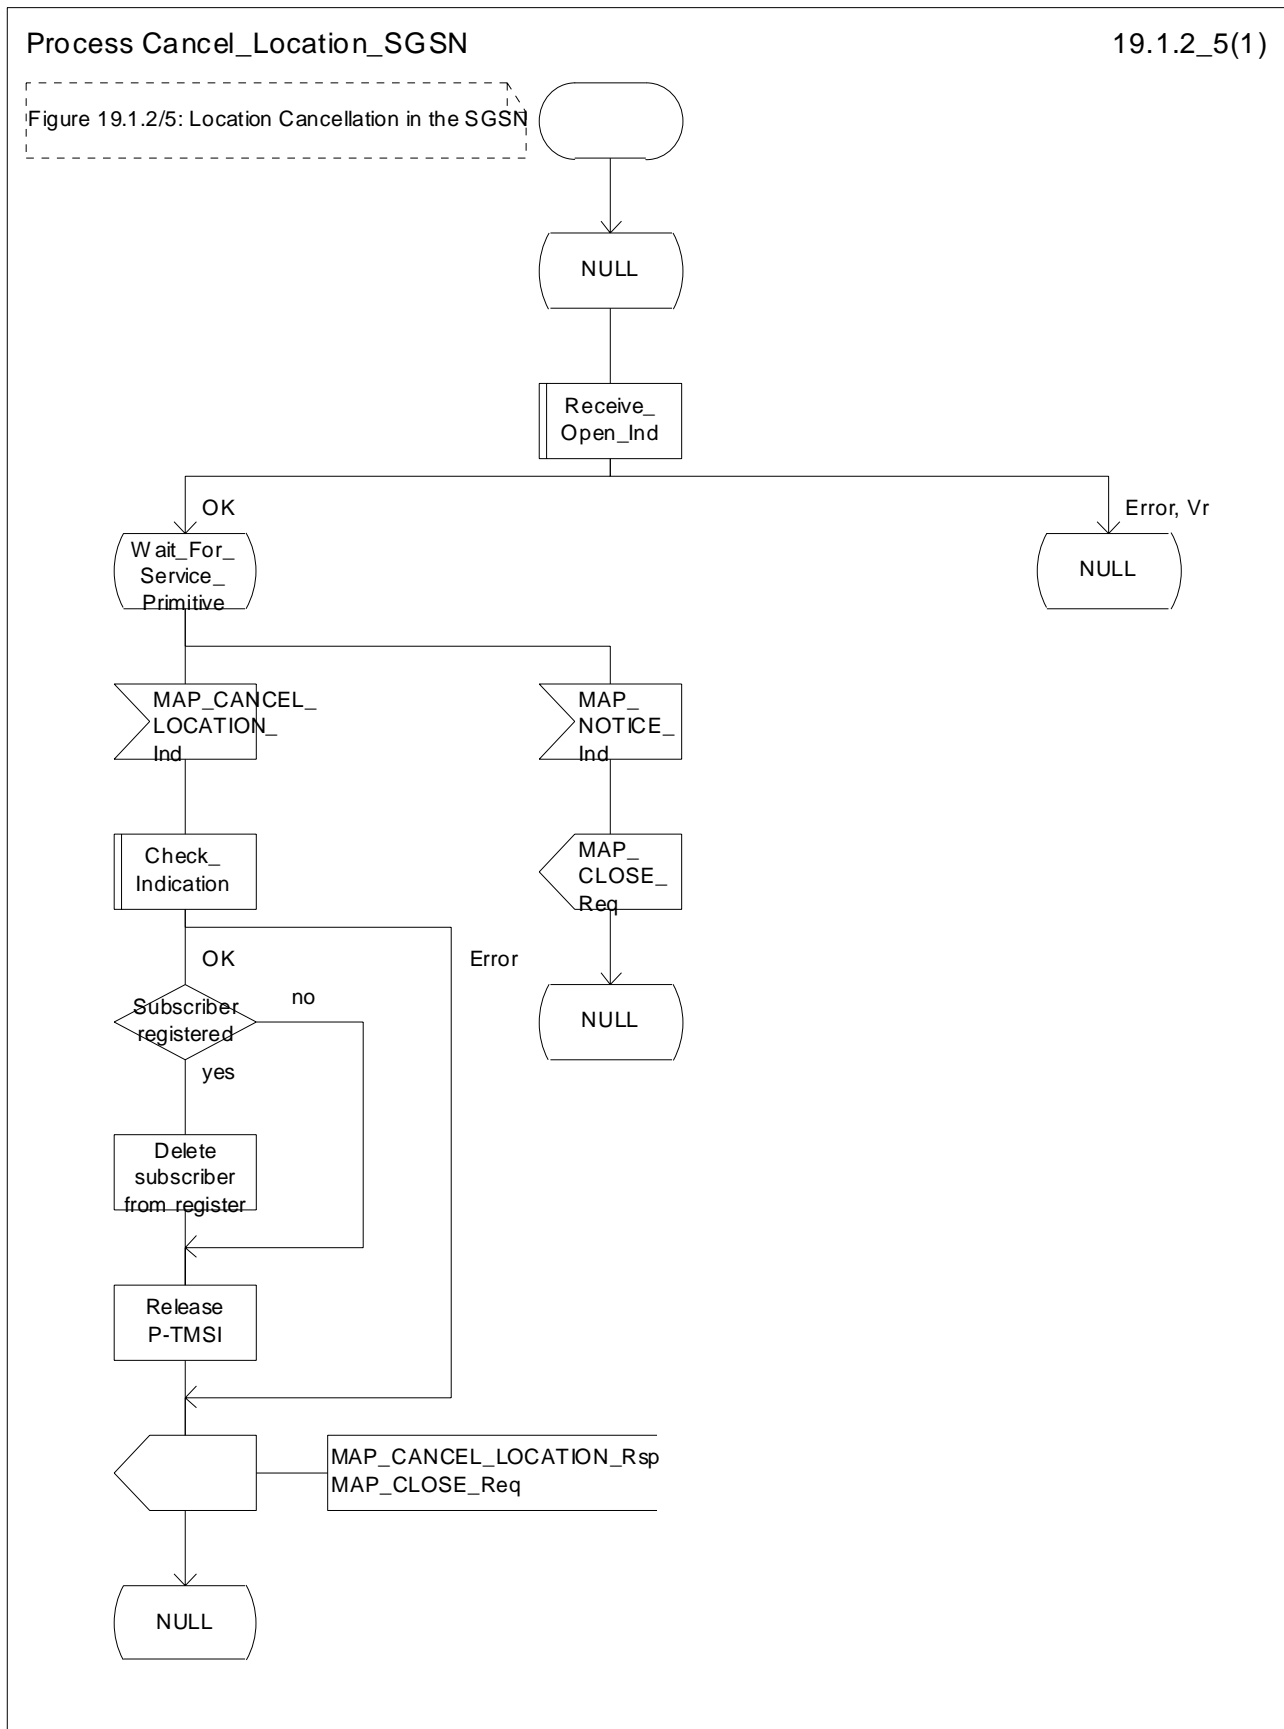 Process Cancel_Location_SGSN
19.1.2_5(1)
Figure 19.1.2/5: Location Cancellation in the SGSN
NULL
Receive_
Open_Ind
OK
Error, Vr
Wait_For_
Service_
Primitive
NULL
MAP_CANCEL_
LOCATION_
Ind
MAP_
NOTICE_
Ind
Check_
Indication
MAP_
CLOSE_
Req
OK
Error
Subscriber
registered
no
yes
NULL
Delete
subscriber
from register
Release
P-TMSI
MAP_CANCEL_LOCATION_Rsp
MAP_CLOSE_Req
NULL